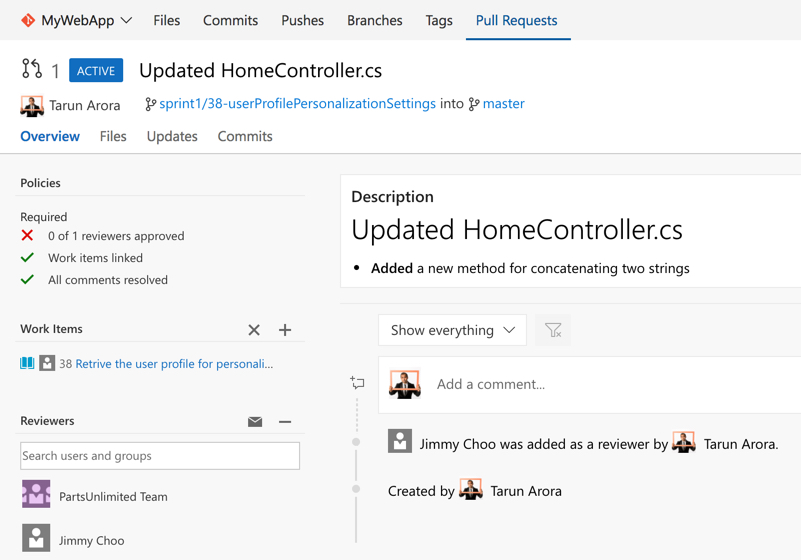 MyWebApp Files Commits Pushes Branches Tags Pull Requests
1 ACTIVE Updated HomeController.cs
Tarun Arora sprint1/38-userProfilePersonalizationSettings into master
Overview Files Updates Commits
Policies
Required
0 of 1 reviewers approved
Work items linked
All comments resolved
Work Items
38 Retrive the user profile for personali...
Reviewers
Search users and groups
PartsUnlimited Team
Jimmy Choo
Description
Updated HomeController.cs
• Added a new method for concatenating two strings
Show everything
Add a comment...
Jimmy Choo was added as a reviewer by Tarun Arora.
Created by Tarun Arora